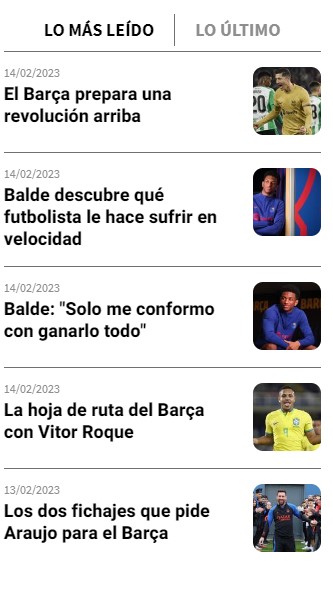 LO MÁS LEÍDO
LO ÚLTIMO
14/02/2023
El Barça prepara una
revolución arriba
14/02/2023
Balde descubre qué
futbolista le hace sufrir en
velocidad
14/02/2023
Balde: "Solo me conformo
con ganarlo todo"
14/02/2023
La hoja de ruta del Barça
con Vitor Roque
13/02/2023
Los dos fichajes que pide
Araujo para el Barça